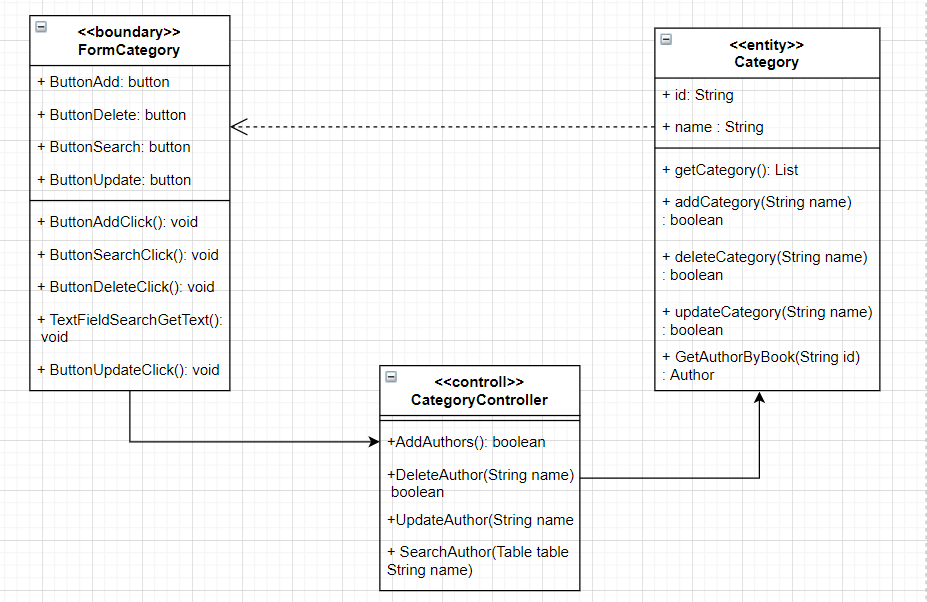 <<boundary>>
FormCategory
+ ButtonAdd: button
+ ButtonDelete: button
+ ButtonSearch: button
+ ButtonUpdate: button
+ ButtonAddClick(): void
+ ButtonSearchClick(): void
+ ButtonDeleteClick(): void
+ TextFieldSearchGetText():
void
+ ButtonUpdateClick(): void
<<controll>>
CategoryController
+AddAuthors(): boolean
+DeleteAuthor(String name)
boolean
+UpdateAuthor(String name
+ SearchAuthor(Table table
String name)
<<entity>>
Category
+ id: String
+ name : String
+ getCategory(): List
+ addCategory(String name)
: boolean
+ deleteCategory(String name)
: boolean
+ updateCategory(String name)
: boolean
+ GetAuthorByBook(String id)
: Author